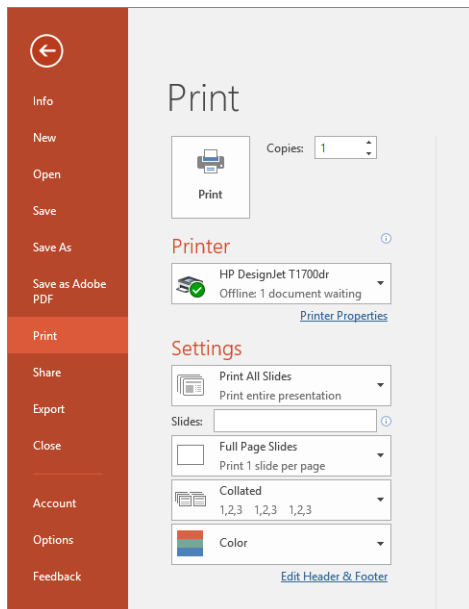 Info
New
Open
Save
Save As
Save as Adobe
PDF
Print
Share
Export
Close
Account
Options
Feedback
Print
Print
Copies: 1
Printer
HP DesignJet T1700dr
Offline: 1 document waiting
Printer Properties
Settings
Print All Slides
Print entire presentation
Slides:
Full Page Slides
Print 1 slide per page
Collated
1,2,3 1,2,3 1,2,3
Color
Edit Header & Footer